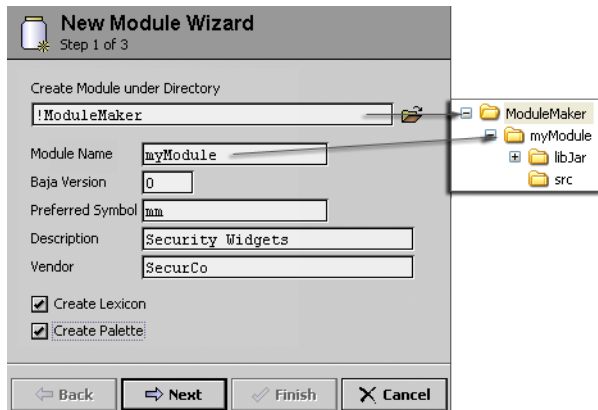 New Module Wizard
Step 1 of 3
Create Module under Directory
!ModuleMaker
Module Name myModule
Baja Version 0
Preferred Symbol mm
Description Security Widgets
Vendor SecurCo
Create Lexicon
Create Palette
Back Next Finish Cancel
ModuleMaker
myModule
libJar
src